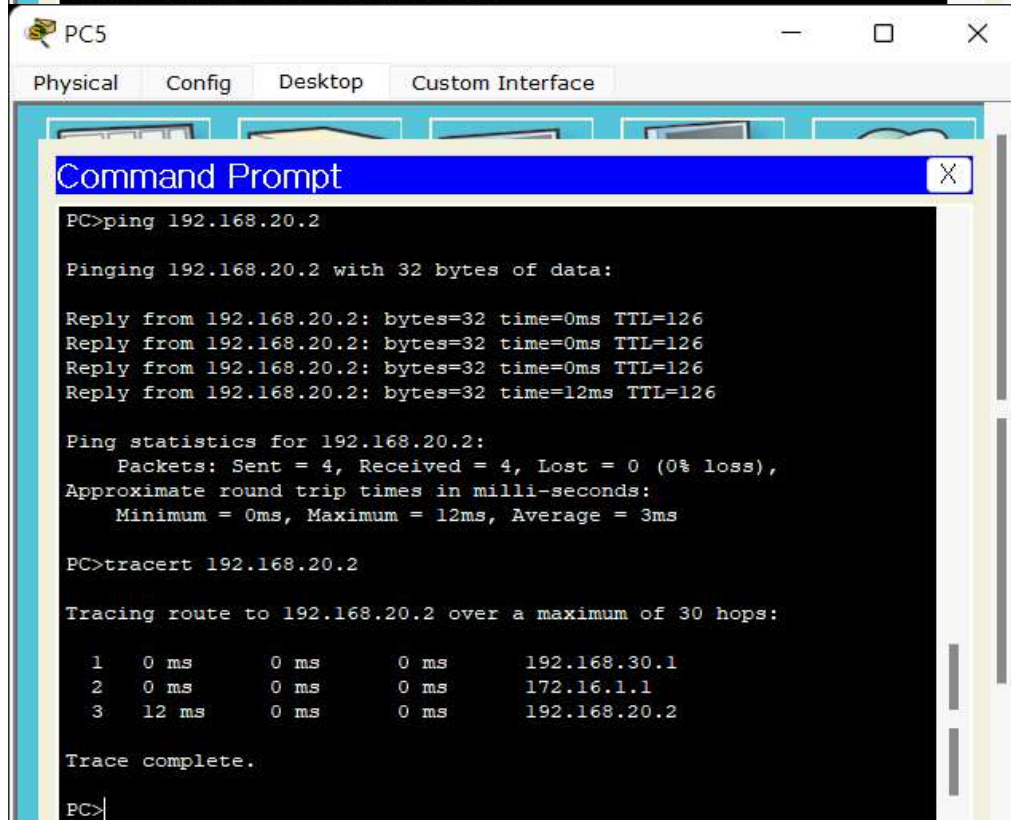 PC5
Physical Config Desktop Custom Interface
Command Prompt X
PC>ping 192.168.20.2
Pinging 192.168.20.2 with 32 bytes of data:
Reply from 192.168.20.2: bytes=32 time=0ms TTL=126
Reply from 192.168.20.2: bytes=32 time=0ms TTL=126
Reply from 192.168.20.2: bytes=32 time=0ms TTL=126
Reply from 192.168.20.2: bytes=32 time=12ms TTL=126
Ping statistics for 192.168.20.2:
Packets: Sent = 4, Received = 4, Lost = 0 (0% loss),
Approximate round trip times in milli-seconds:
Minimum = 0ms, Maximum = 12ms, Average = 3ms
PC>tracert 192.168.20.2
Tracing route to 192.168.20.2 over a maximum of 30 hops:
1 0 ms 0 ms 0 ms 192.168.30.1
2 0 ms 0 ms 0 ms 172.16.1.1
3 12 ms 0 ms 0 ms 192.168.20.2
Trace complete.
PC>